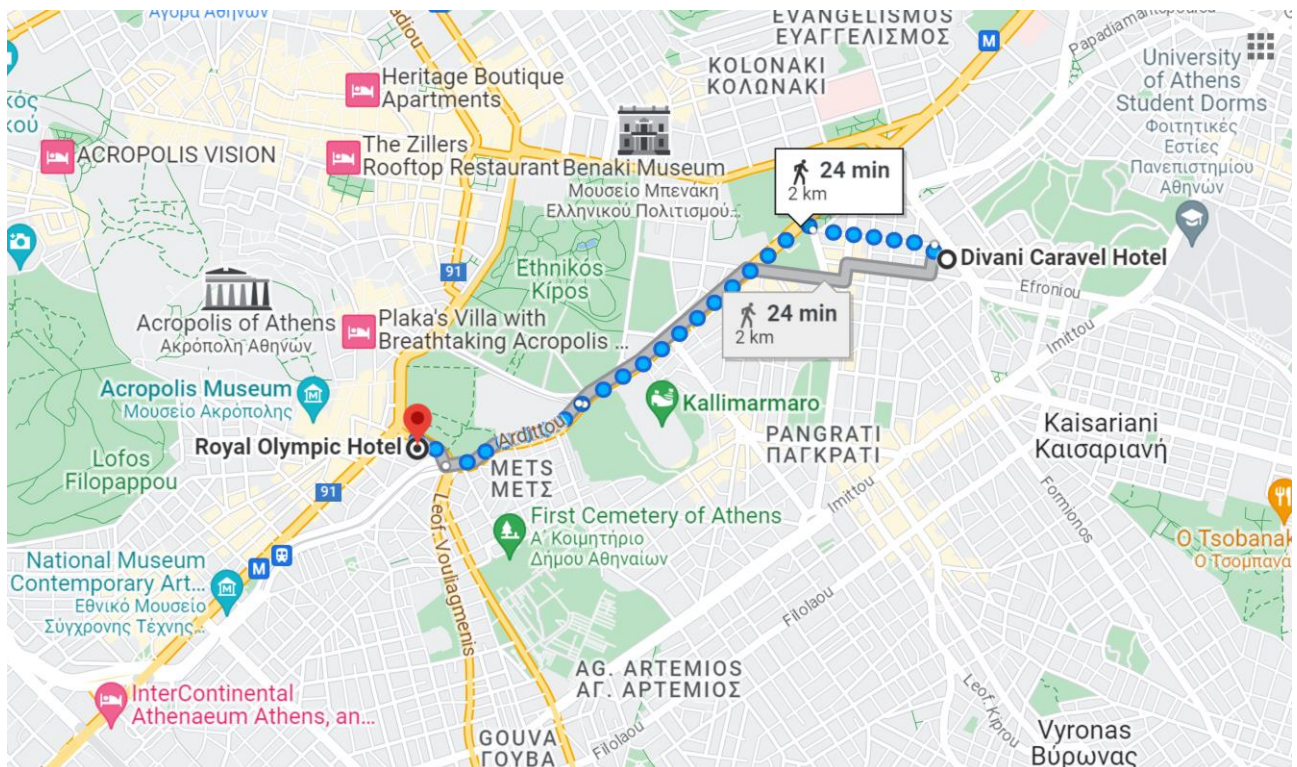 Αγορά Αθηνών
EVANGELISMOS
ΕΥΑΓΓΕΛΙΣΜΟΣ
M
Papadiamantopoulou
KOLONAKI
ΚΟΛΩΝΑΚΙ
University
of Athens
Student Dorms
Φοιτητικές
Εστίες
Πανεπιστημίου
Αθηνών
Heritage Boutique
Apartments
ACROPOLIS VISION
The Zillers
Rooftop Restaurant
Benaki Museum
Μουσείο Μπενάκη
Ελληνικού Πολιτισμού...
24 min
2 km
Divani Caravel Hotel
91
Ethnikós
Kípos
Efroniou
24 min
2 km
Acropolis of Athens
Ακρόπολη Αθηνών
Plaka's Villa with
Breathtaking Acropolis ...
Imittou
Acropolis Museum
Μουσείο Ακρόπολης
Kallimarmaro
Royal Olympic Hotel
Ardittou
PANGRATI
ΠΑΓΚΡΑΤΙ
Kaisariani
Καισαριανή
Lofos
Filopappou
METS
ΜΕΤΣ
Imittou
91
Leof. Vouliagmenis
First Cemetery of Athens
Α' Κοιμητήριο
Δήμου Αθηναίων
Formionos
O Tsobanak
Ο Τσομπανα
M
National Museum
Contemporary Art...
Εθνικό Μουσείο
Σύγχρονης Τέχνης...
Filolaou
AG. ARTEMIOS
ΑΓ. ΑΡΤΕΜΙΟΣ
InterContinental
Athenaeum Athens, an...
Leof. Kiprou
GOUVA
ΓΟΥΒΑ
Filolaou
Vyronas
Βύρωνας